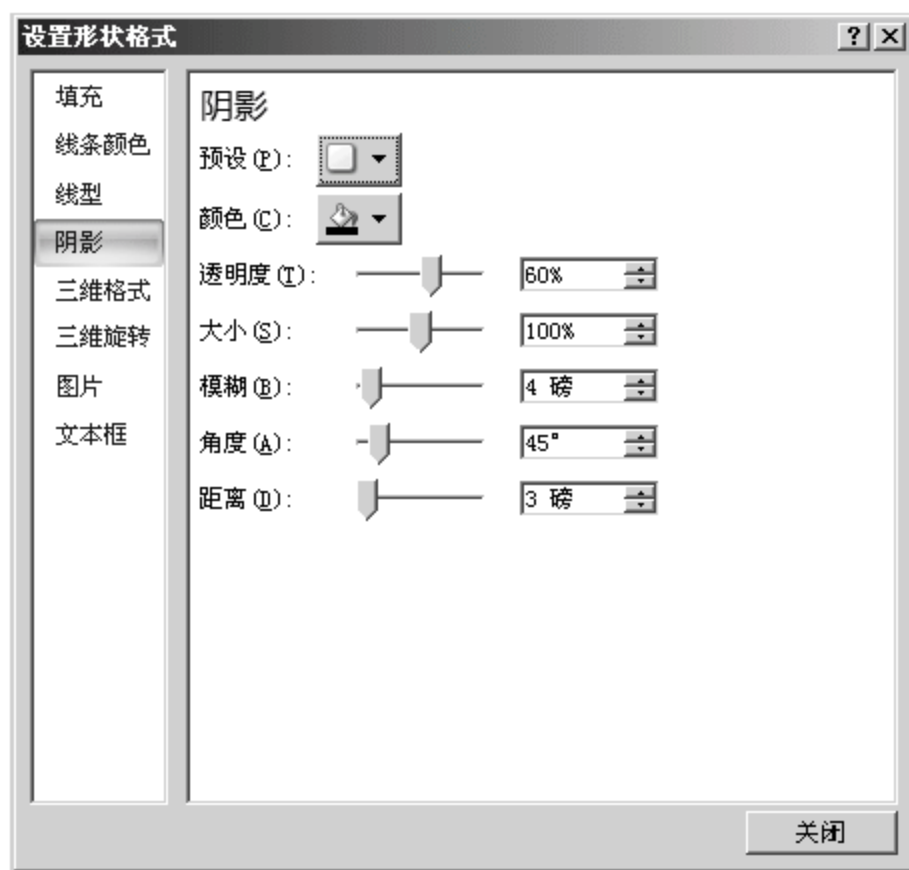 设置形状格式
填充
线条颜色
线型
阴影
三维格式
三维旋转
图片
文本框
阴影
预设(P):
颜色(C):
透明度(T): 60%
大小(S): 100%
模糊(B): 4 磅
角度(A): 45°
距离(D): 3 磅
关闭